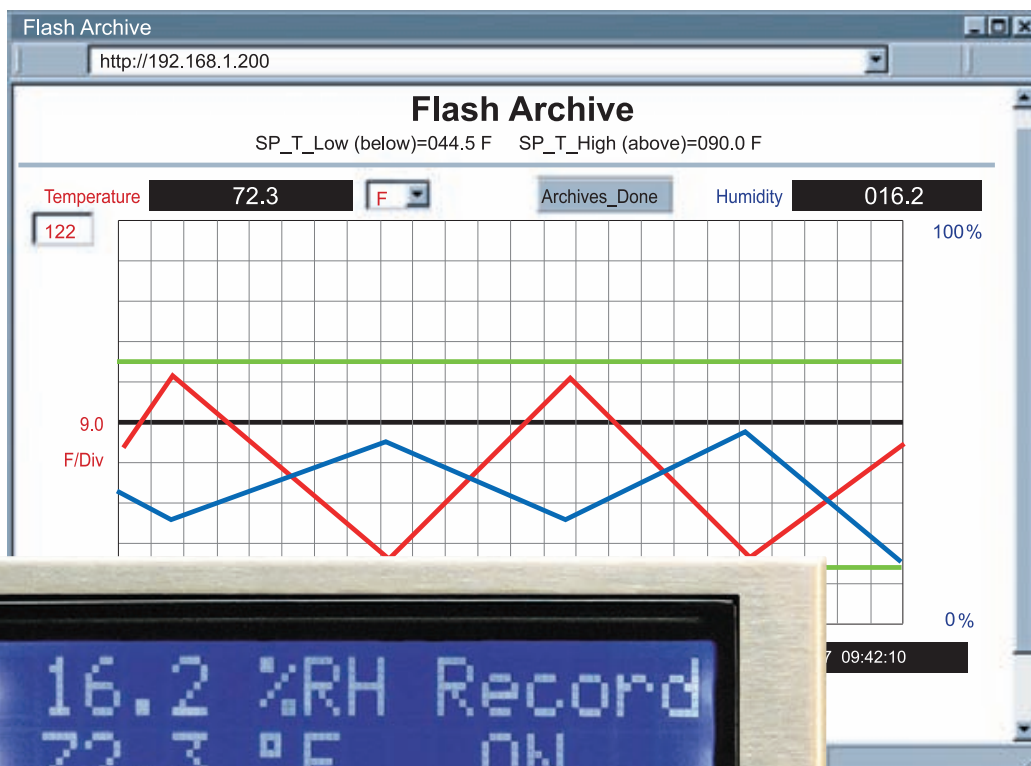 Flash Archive
http://192.168.1.200
Flash Archive
SP_T_Low (below)=044.5 F SP_T_High (above)=090.0 F
Temperature 72.3 F Archives_Done Humidity 016.2
122 100%
9.0
F/Div
0%
09:42:10
16.2 %RH Record
72.3 °F ON